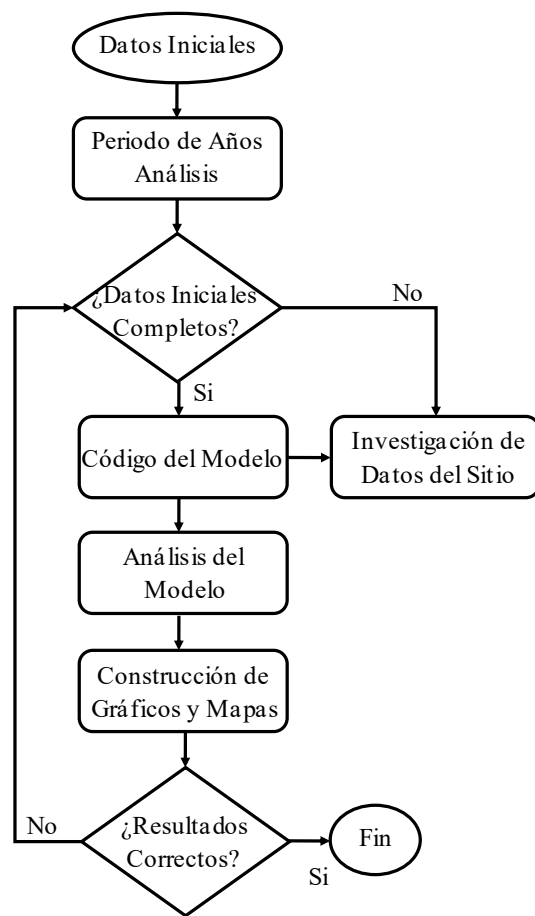 Datos Iniciales
Periodo de Años
Análisis
¿Datos Iniciales
Completos?
No
Si
Código del Modelo
Investigación de
Datos del Sitio
Análisis del
Modelo
Construcción de
Gráficos y Mapas
No
¿Resultados
Correctos?
Si
Fin